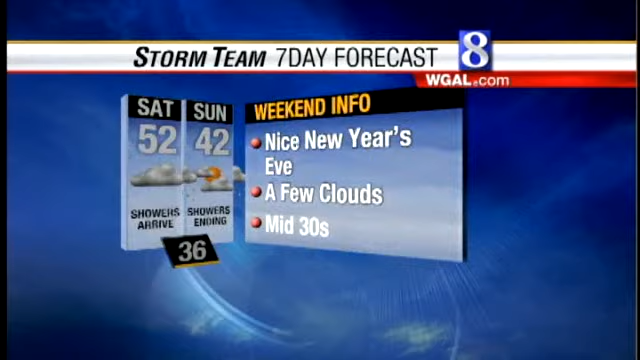 STORM TEAM 7DAY FORECAST 8
WGAL.com
SAT SUN
52 42
SHOWERS ARRIVE
SHOWERS ENDING
36
WEEKEND INFO
Nice New Year's
Eve
A Few Clouds
Mid 30s